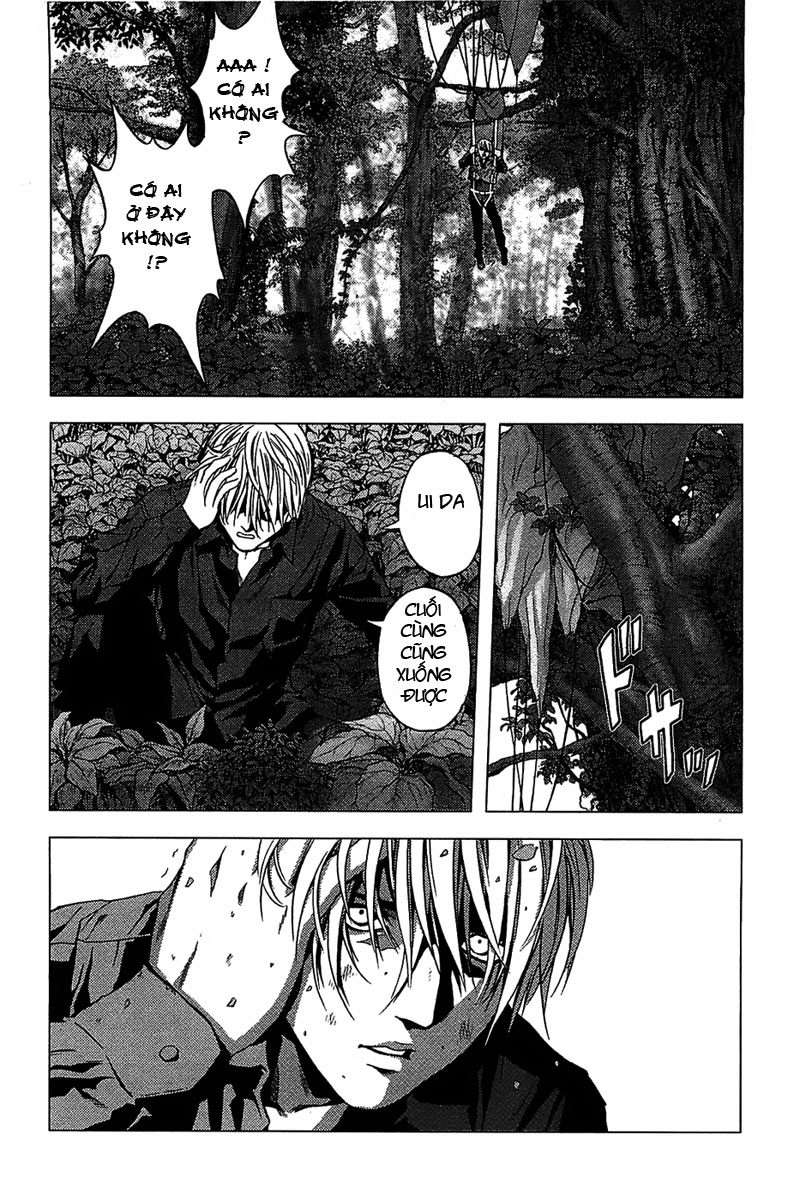 AAA !
CÓ AI
KHÔNG
?
CÓ AI
Ở ĐÂY
KHÔNG
!?
ドサッ
UI DA
CUỐI
CÙNG
CŨNG
XUỐNG
ĐƯỢC